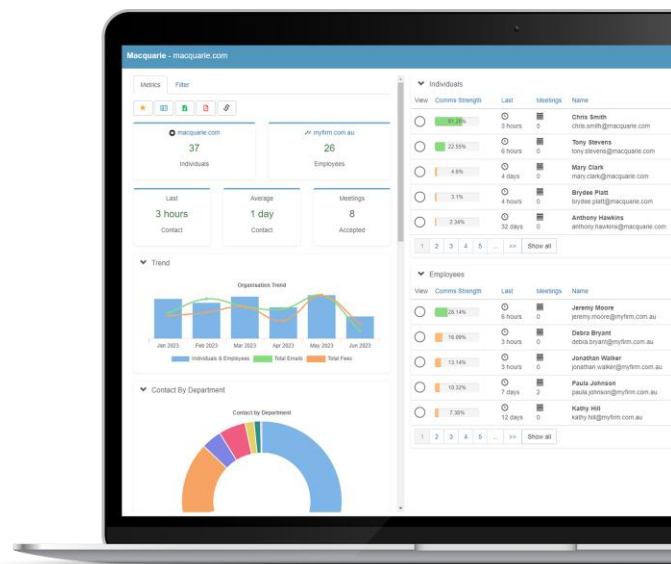 Macquarie - macquarie.com
Metrics Filter
macquarie.com
37
Individuals
myfirm.com.au
26
Employees
Last
3 hours
Contact
Average
1 day
Contact
Meetings
8
Accepted
Trend
Organisation Trend
Jan 2023 Feb 2023 Mar 2023 Apr 2023 May 2023 Jun 2023
Individuals & Employees Total Emails Total Fees
Contact By Department
Contact by Department
Individuals
View Comms Strength Last Meetings Name
3 hours 0 Chris Smith
chris.smith@macquarie.com
22.55% 6 hours 0 Tony Stevens
tony.stevens@macquarie.com
4.6% 4 days 0 Mary Clark
mary.clark@macquarie.com
3.1% 4 hours 0 Brydee Platt
brydee.platt@macquarie.com
2.34% 32 days 0 Anthony Hawkins
anthony.hawkins@macquarie.com
1 2 3 4 5 ... >> Show all
Employees
View Comms Strength Last Meetings Name
26.14% 6 hours 0 Jeremy Moore
jeremy.moore@myfirm.com.au
16.09% 3 hours 0 Debra Bryant
debra.bryant@myfirm.com.au
13.14% 3 hours 0 Jonathan Walker
jonathan.walker@myfirm.com.au
10.32% 7 days 2 Paula Johnson
paula.johnson@myfirm.com.au
7.36% 12 days 0 Kathy Hill
kathy.hill@myfirm.com.au
1 2 3 4 5 ... >> Show all